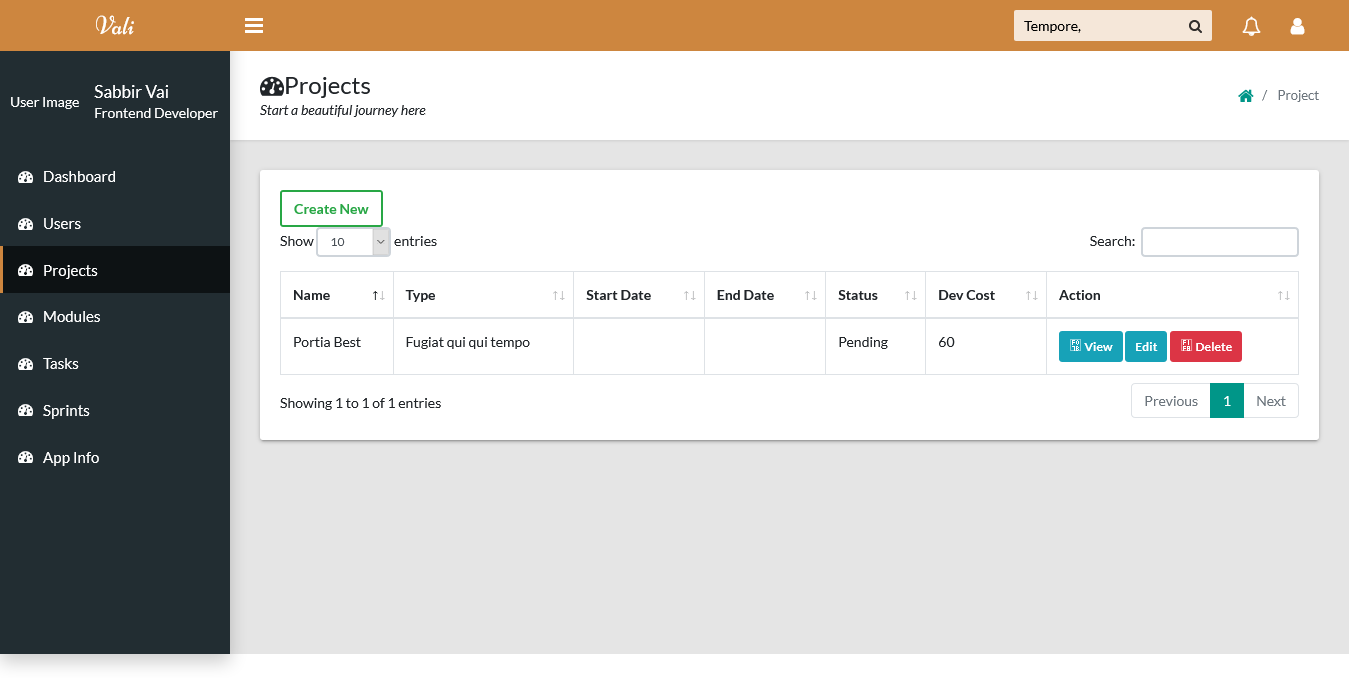 Vali
Tempore,
User Image
Sabbir Vai
Frontend Developer
Dashboard
Users
Projects
Modules
Tasks
Sprints
App Info
Projects
Start a beautiful journey here
/ Project
Create New
Show 10 entries
Search:
Name Type Start Date End Date Status Dev Cost Action
Portia Best Fugiat qui qui tempo Pending 60 View Edit Delete
Showing 1 to 1 of 1 entries
Previous 1 Next